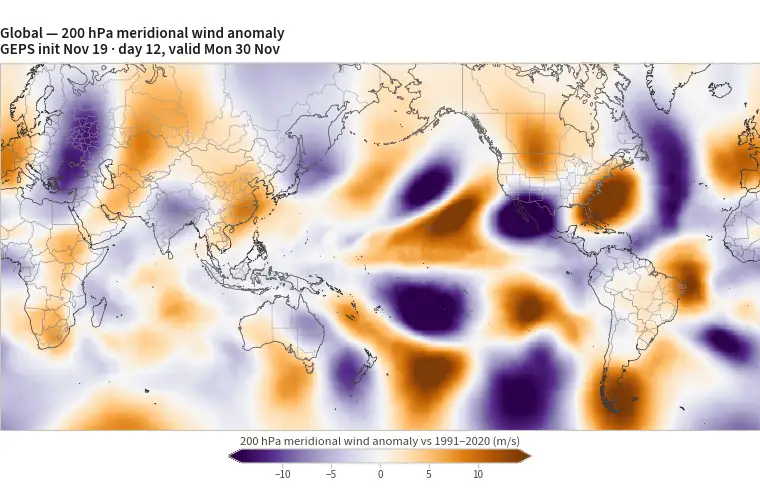 Global — 200 hPa meridional wind anomaly
GEPS init Nov 19 · day 12, valid Mon 30 Nov
200 hPa meridional wind anomaly vs 1991–2020 (m/s)
−10 −5 0 5 10